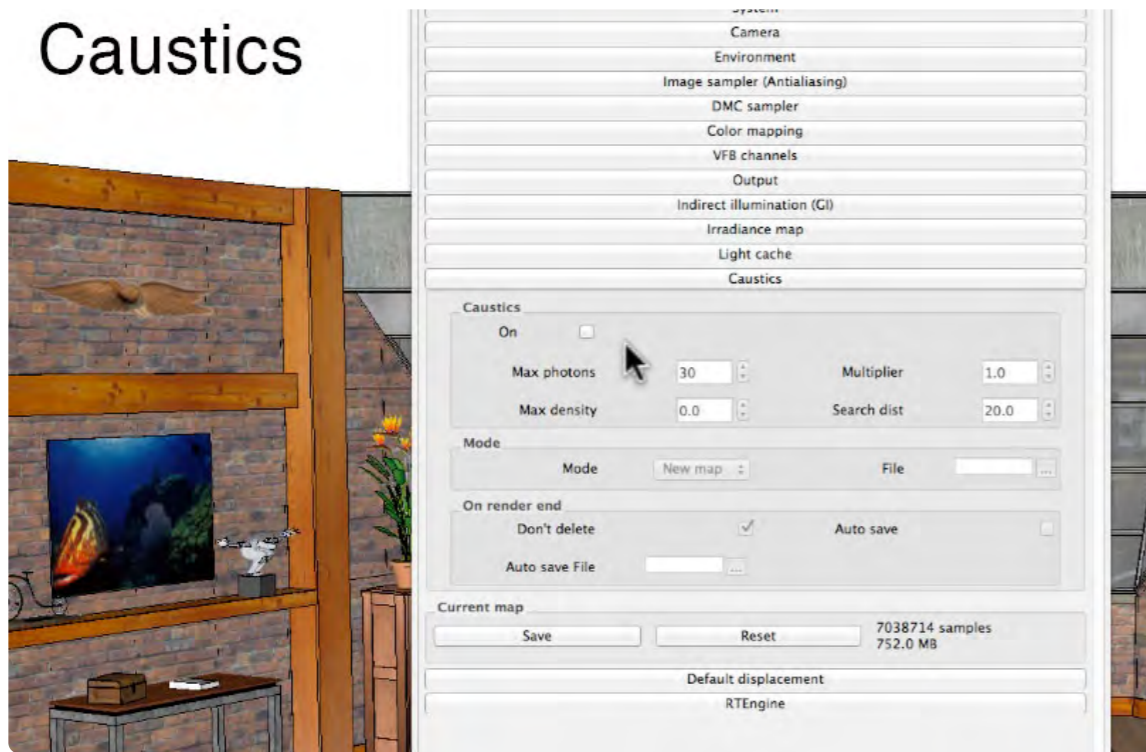 Caustics
System
Camera
Environment
Image sampler (Antialiasing)
DMC sampler
Color mapping
VFB channels
Output
Indirect illumination (GI)
Irradiance map
Light cache
Caustics
Caustics
On
Max photons 30 Multiplier 1.0
Max density 0.0 Search dist 20.0
Mode
Mode New map File ...
On render end
Don't delete Auto save
Auto save File ...
Current map
Save Reset 7038714 samples
752.0 MB
Default displacement
RTEngine